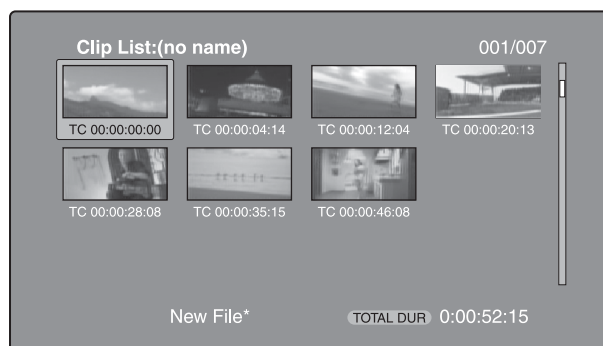 Clip List:(no name) 001/007
TC 00:00:00:00 TC 00:00:04:14 TC 00:00:12:04 TC 00:00:20:13
TC 00:00:28:08 TC 00:00:35:15 TC 00:00:46:08
New File* TOTAL DUR 0:00:52:15